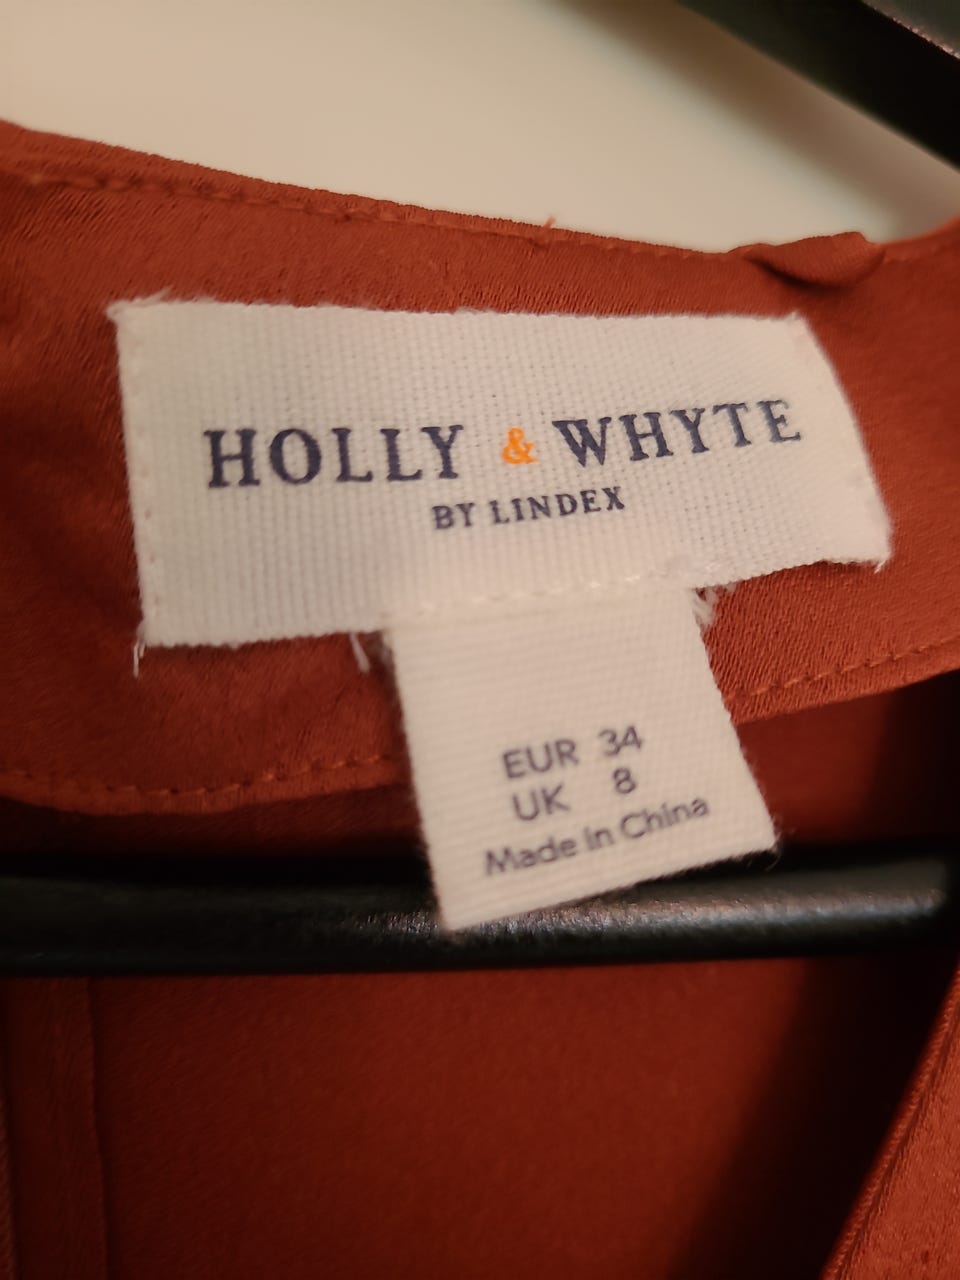 HOLLY & WHYTE
BY LINDEX
EUR 34
UK 8
Made in China